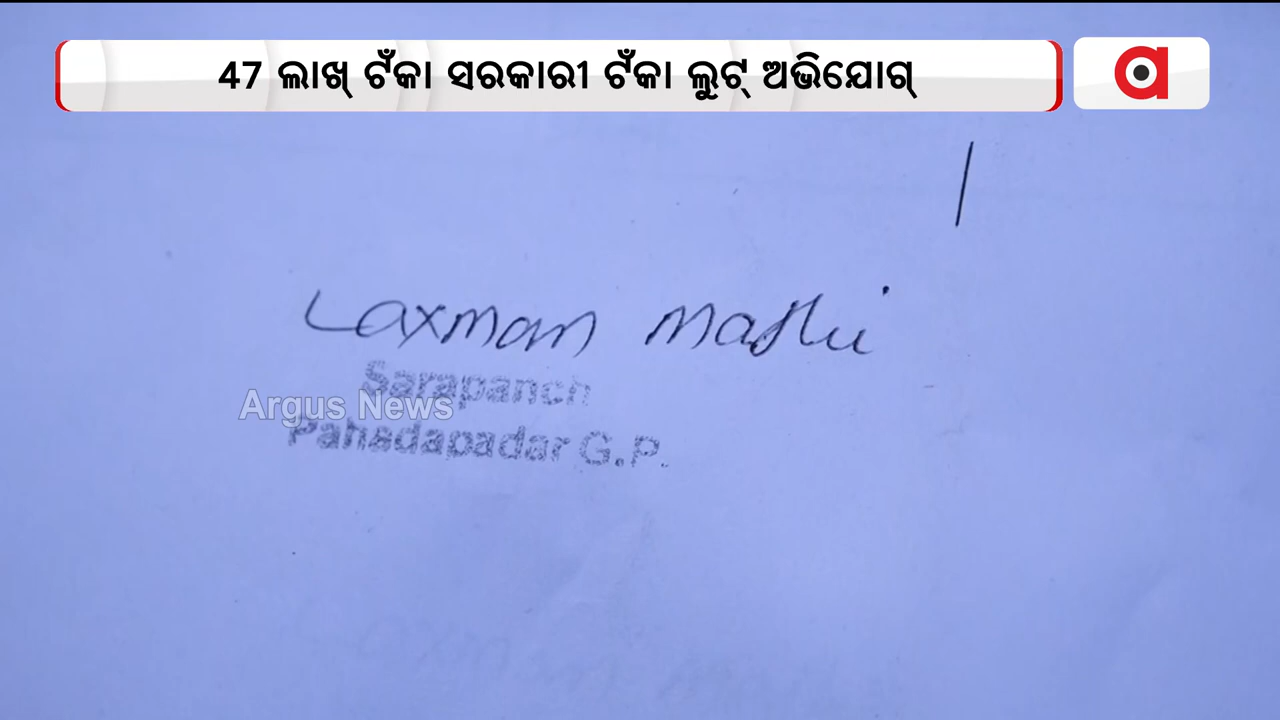 47 ଲାଖ୍ ଟଁକା ସରକାରୀ ଟଁକା ଲୁଟ୍ ଅଭିଯୋଗ୍
Laxman Majhi
Sarapanch
Argus News
Pahadapadar G.P.